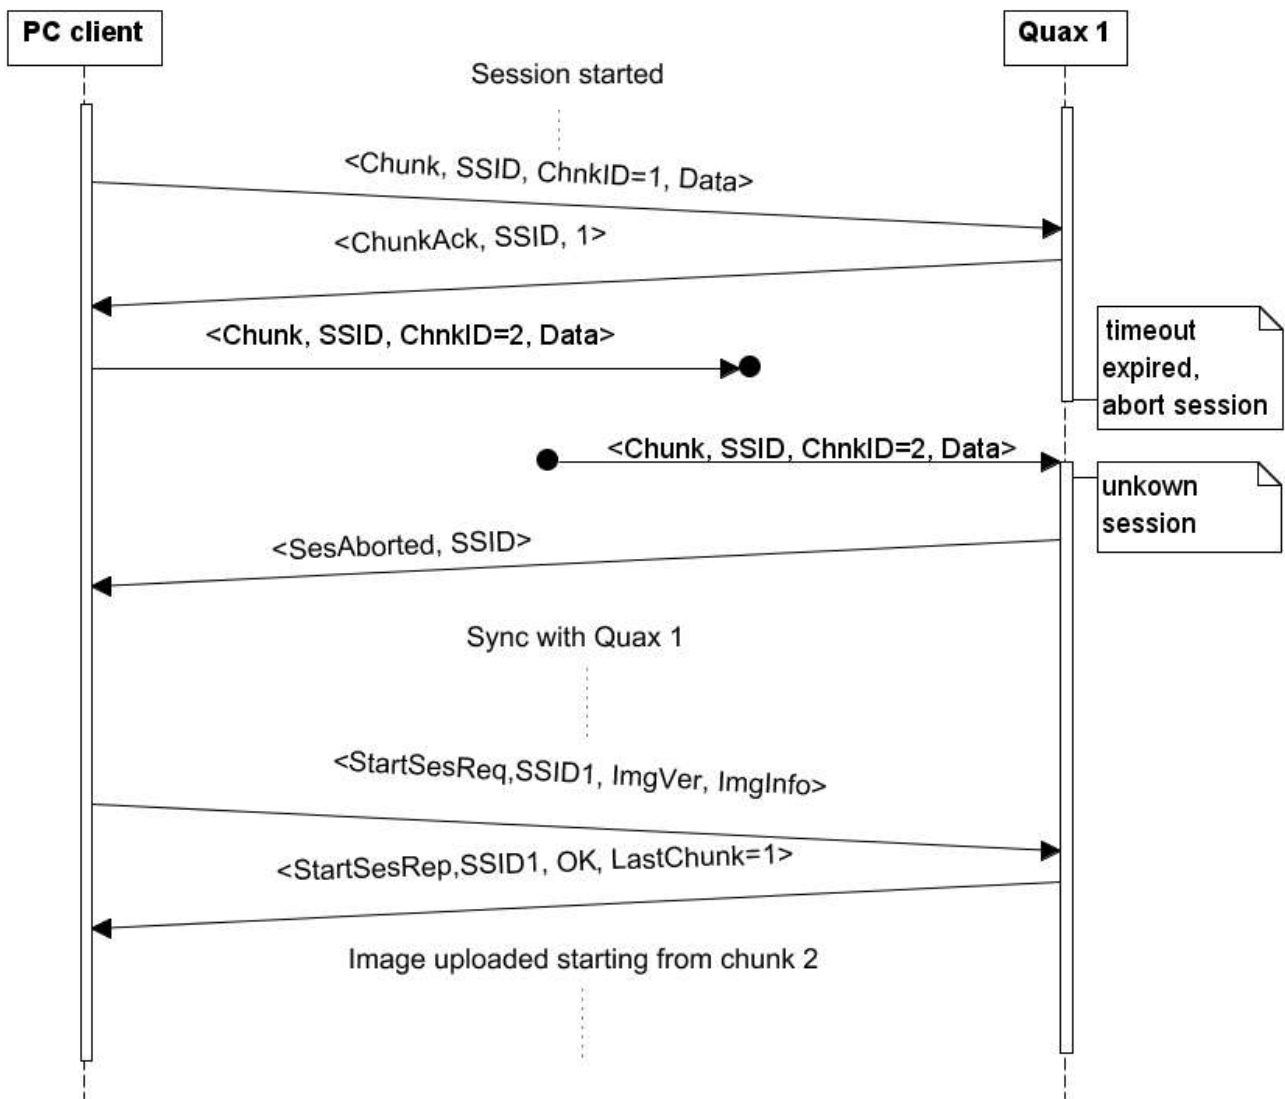 PC client
Quax 1
Session started
<Chunk, SSID, ChnkID=1, Data>
<ChunkAck, SSID, 1>
<Chunk, SSID, ChnkID=2, Data>
timeout
expired,
abort session
<Chunk, SSID, ChnkID=2, Data>
unkown
session
<SesAborted, SSID>
Sync with Quax 1
<StartSesReq,SSID1, ImgVer, ImgInfo>
<StartSesRep,SSID1, OK, LastChunk=1>
Image uploaded starting from chunk 2